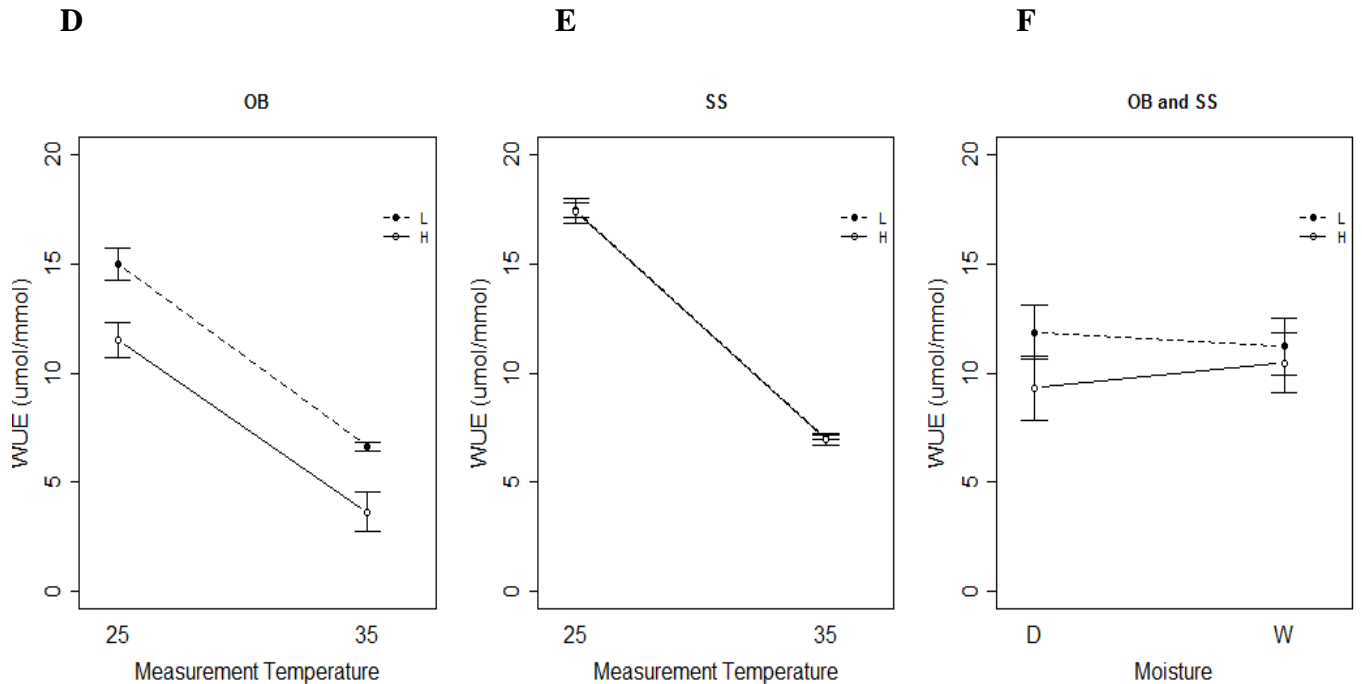 D
E
F
OB
SS
OB and SS
20
15
10
5
0
WUE (umol/mmol)
L
H
25
35
Measurement Temperature
20
15
10
5
0
WUE (umol/mmol)
L
H
25
35
Measurement Temperature
20
15
10
5
0
WUE (umol/mmol)
L
H
D
W
Moisture